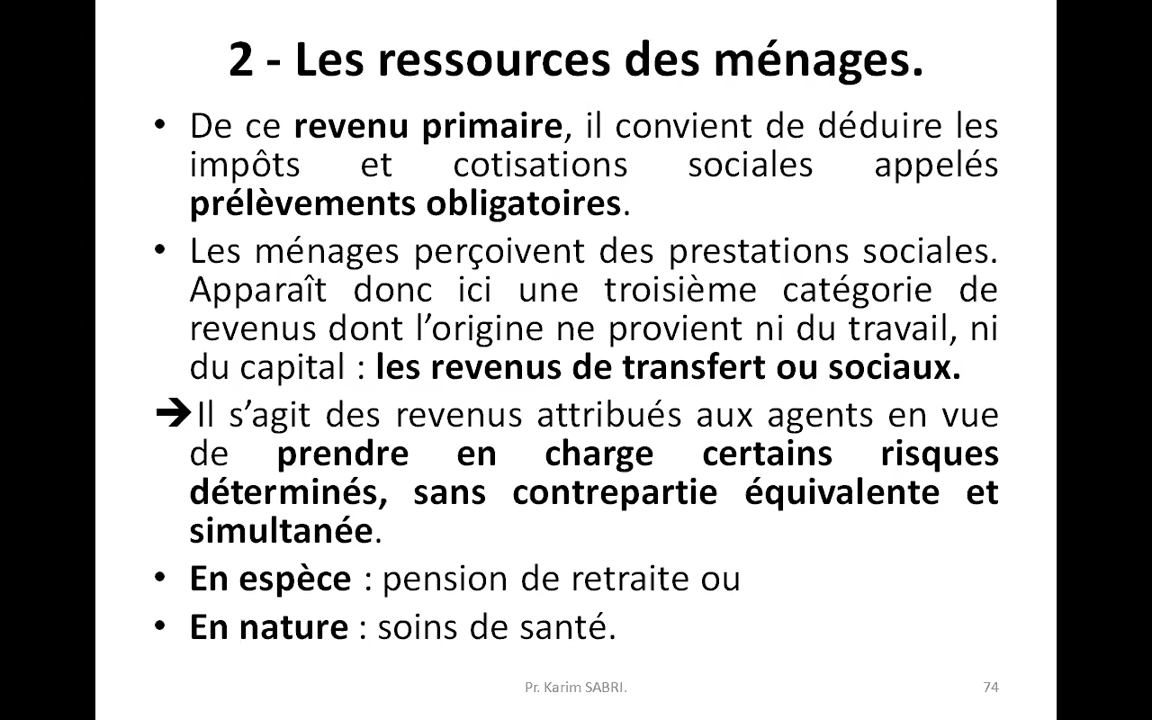 2 - Les ressources des ménages.
• De ce revenu primaire, il convient de déduire les
impôts et cotisations sociales appelés
prélèvements obligatoires.
• Les ménages perçoivent des prestations sociales.
Apparaît donc ici une troisième catégorie de
revenus dont l’origine ne provient ni du travail, ni
du capital : les revenus de transfert ou sociaux.
➔Il s’agit des revenus attribués aux agents en vue
de prendre en charge certains risques
déterminés, sans contrepartie équivalente et
simultanée.
• En espèce : pension de retraite ou
• En nature : soins de santé.
Pr. Karim SABRI.
74